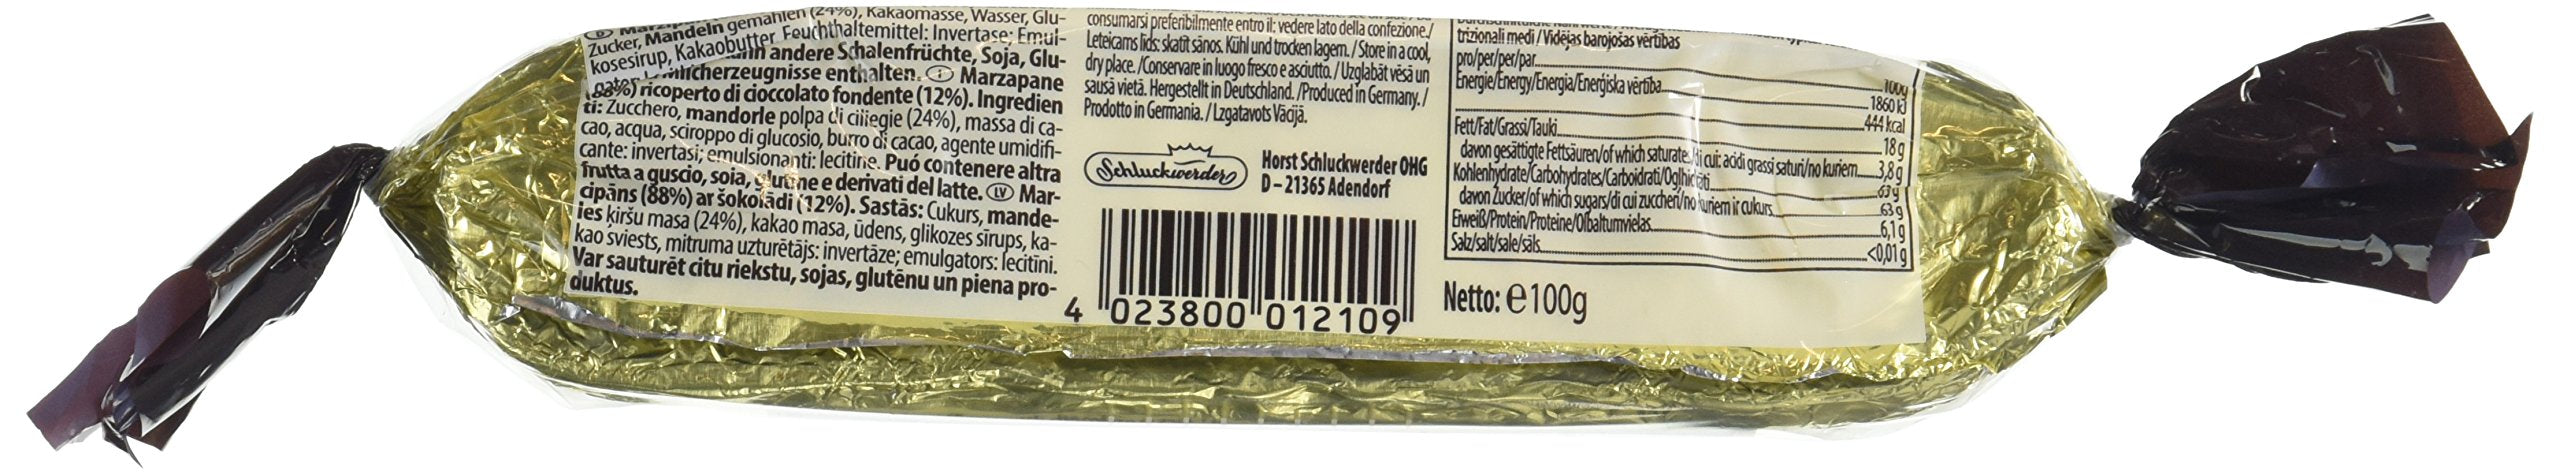 gemahlen (24%), Kakaomasse, Wasser, Glu-
Zucker, Mandeln
kosesirup, Kakaobutter, Feuchthaltemittel: Invertase; Emul-
andere Schalenfrüchte, Soja, Glu-
enthalten. I Marzapane
(88%) ricoperto di cioccolato fondente (12%). Ingredien
ti: Zucchero, mandorle polpa di ciliegie (24%), massa di ca-
cao, acqua, sciroppo di glucosio, burro di cacao, agente umidifi-
cante: invertasi; emulsionanti: lecitine. Puó contenere altra
frutta a guscio, soia, glutine e derivati del latte. LV Mar-
cipāns (88%) ar šokolādi (12%). Sastās: Cukurs, mande-
ies ķiršu masa (24%), kakao masa, ūdens, glikozes sīrups, ka-
kao sviests, mitruma uzturētājs: invertāze; emulgators: lecitīni.
Var sauturēt citu riekstu, sojas, glutēnu un piena pro-
duktus.
consumarsi preferibilmente entro il: vedere lato della confezione./
Leteicams līds: skatīt sānos. Kühl und trocken lagern. / Store in a cool,
dry place. /Conservare in luogo fresco e asciutto. / Uzglabāt vēsā un
sausā vietā. Hergestellt in Deutschland. /Produced in Germany. /
Prodotto in Germania. / Lzgatavots Vācijā.
Schluckwerder
Horst Schluckwerder OHG
D – 21365 Adendorf
4 023800 012109
trizionali medi / Vidējas barojošas vērtības
pro/per/per/par 100g
Energie/Energy/Energia/Enerģiska vērtība 1860 kJ
444 kcal
Fett/Fat/Grassi/Tauki 18 g
davon gesättigte Fettsäuren/of which saturates/di cui: acidi grassi saturi/no kuriem 3,8 g
Kohlenhydrate/Carbohydrates/Carboidrati/Ogļhidrāti 63 g
davon Zucker/of which sugars/di cui zuccheri/no kuriem ir cukurs 63 g
Eiweiß/Protein/Proteine/Olbaltumvielas 6,1 g
Salz/salt/sale/sāls <0,01 g
Netto: e 100g